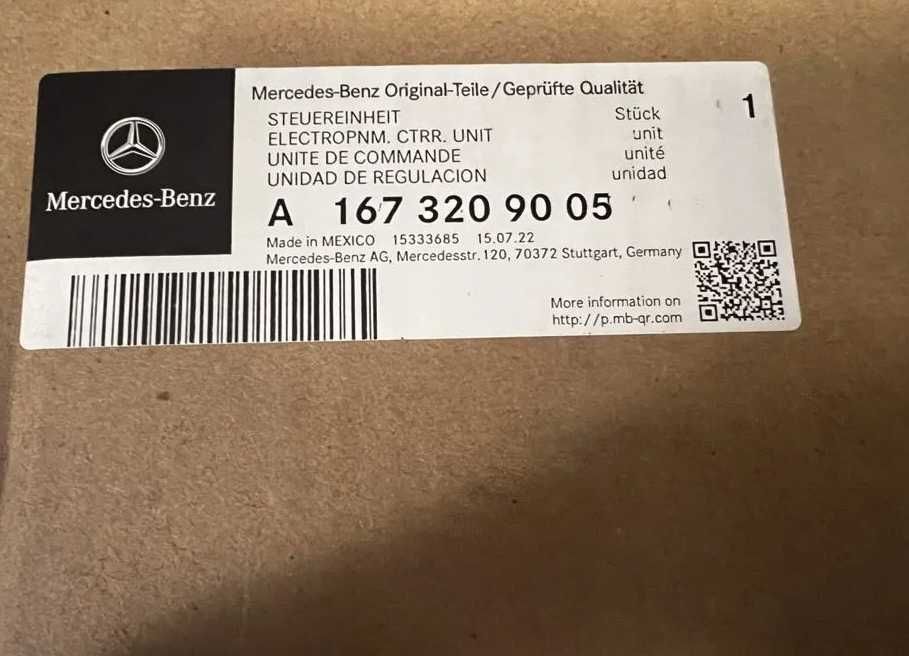 Mercedes-Benz
Mercedes-Benz Original-Teile/Geprüfte Qualität
STEUEREINHEIT Stück 1
ELECTROPNM. CTRR. UNIT unit
UNITE DE COMMANDE unité
UNIDAD DE REGULACION unidad
A 167 320 90 05
Made in MEXICO 15333685 15.07.22
Mercedes-Benz AG, Mercedesstr. 120, 70372 Stuttgart, Germany
More information on
http://p.mb-qr.com